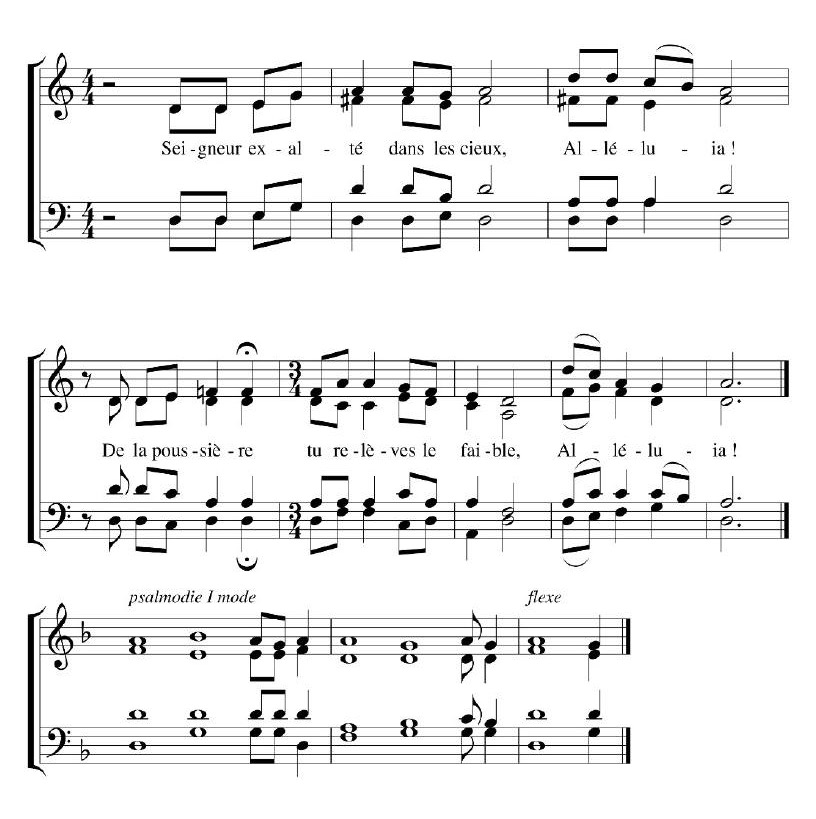 Sei - gneur ex - al - té dans les cieux, Al - lé - lu - ia !
De la pous - siè - re tu re - lè - ves le fai - ble, Al - lé - lu - ia !
psalmodie I mode flexe